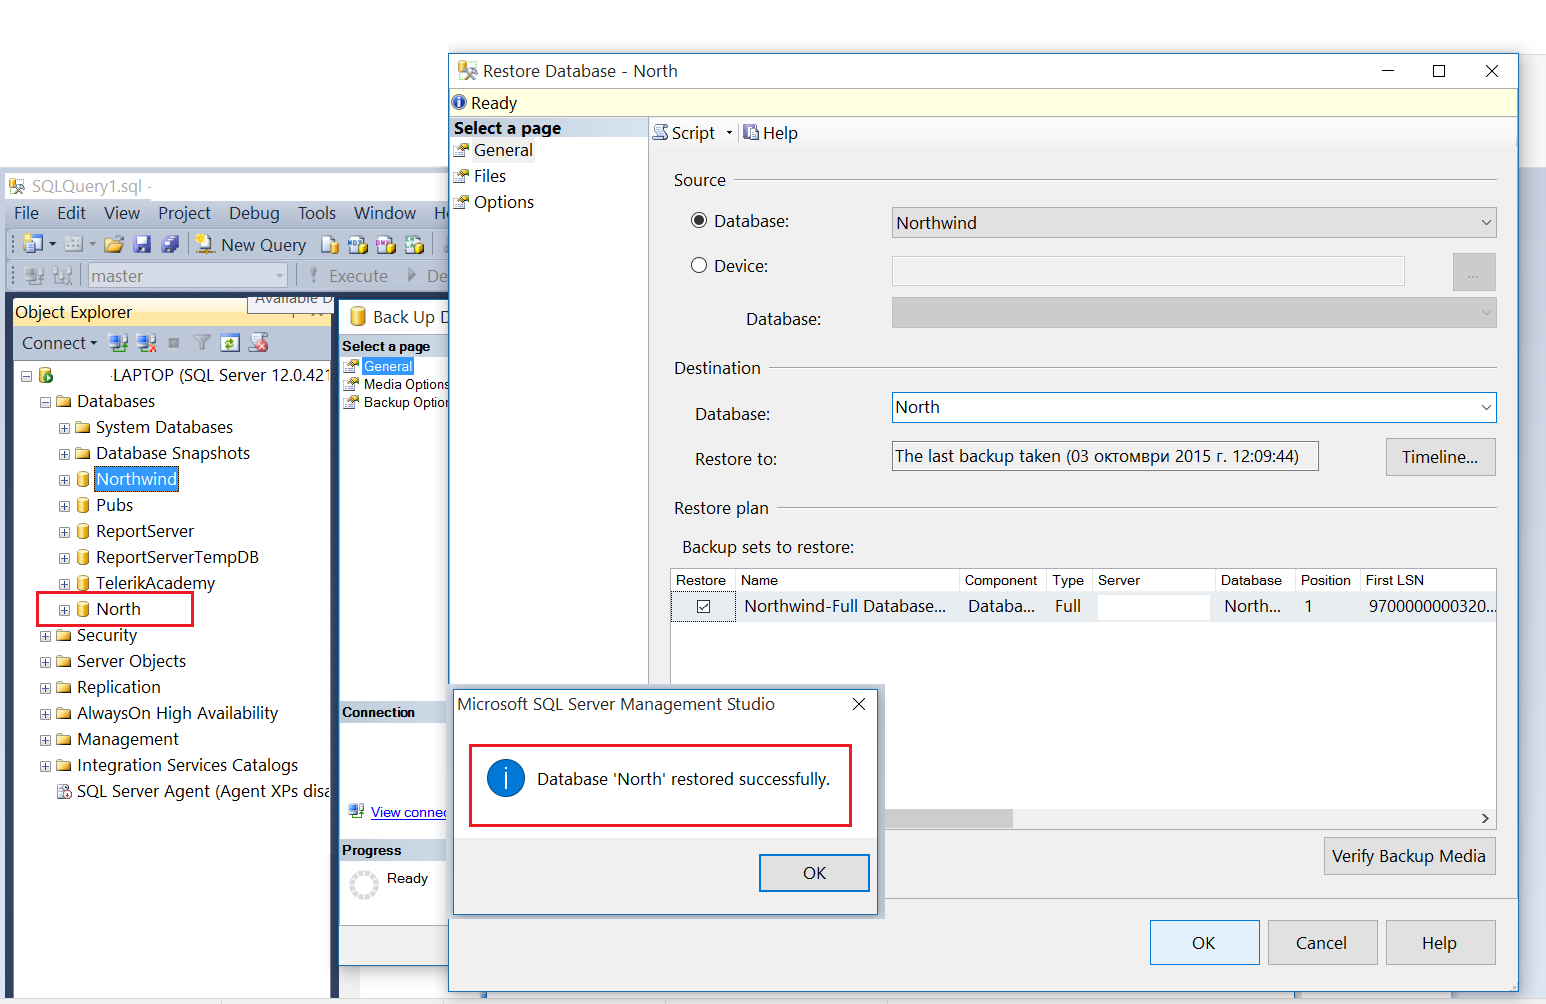 Restore Database - North
Ready
Select a page
General
Files
Options
Script
Help
Source
Database:
Northwind
Device:
...
Database:
Destination
Database:
North
Restore to:
The last backup taken (03 октомври 2015 г. 12:09:44)
Timeline...
Restore plan
Backup sets to restore:
Restore Name Component Type Server Database Position First LSN
Northwind-Full Database... Databa... Full North... 1 9700000000320...
Verify Backup Media
OK
Cancel
Help
SQLQuery1.sql -
File Edit View Project Debug Tools Window
New Query
master
Execute
De
Available D
Object Explorer
Connect
-LAPTOP (SQL Server 12.0.421
Databases
System Databases
Database Snapshots
Northwind
Pubs
ReportServer
ReportServerTempDB
TelerikAcademy
North
Security
Server Objects
Replication
AlwaysOn High Availability
Management
Integration Services Catalogs
SQL Server Agent (Agent XPs disa
Back Up D
Select a page
General
Media Options
Backup Option
Connection
View connec
Progress
Ready
Microsoft SQL Server Management Studio
Database 'North' restored successfully.
OK